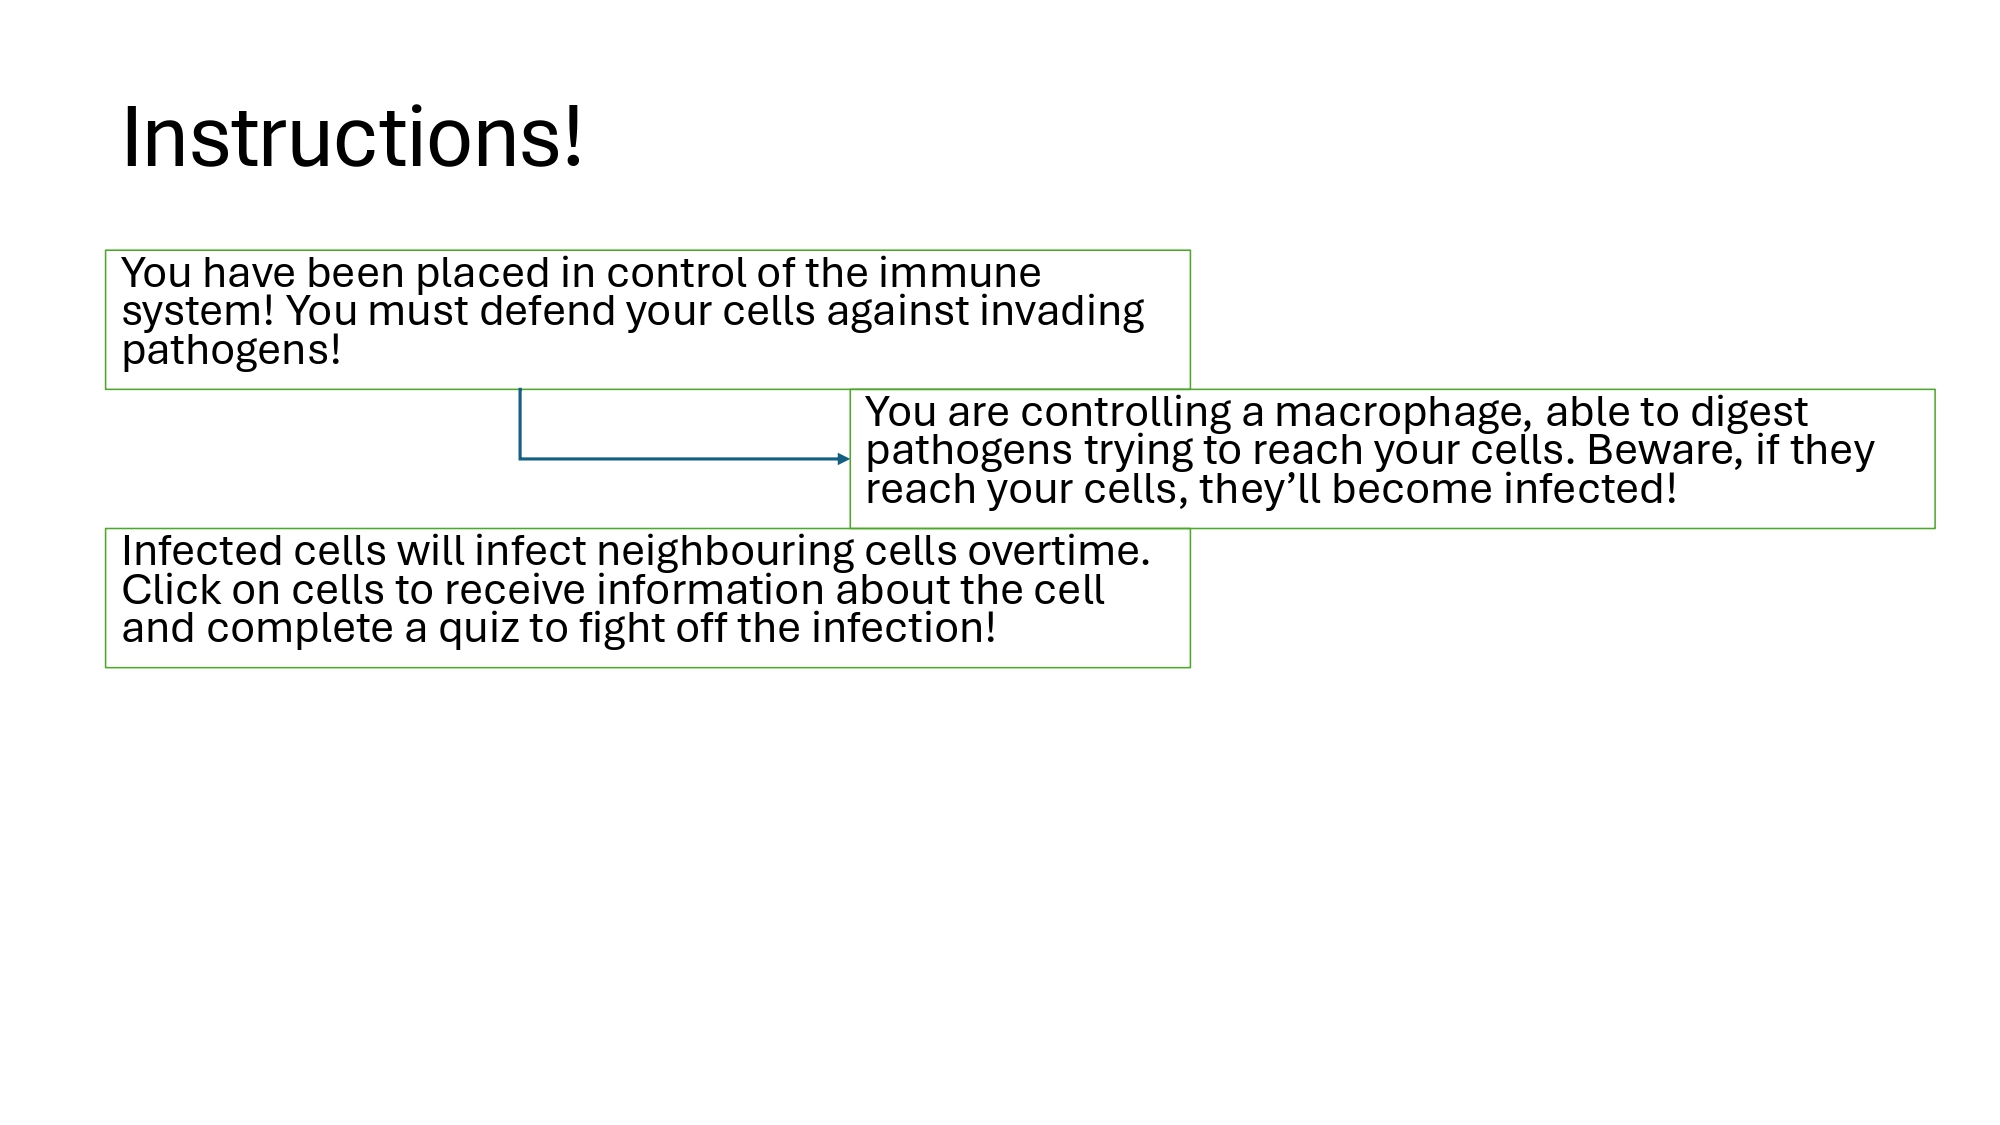 Instructions!
You have been placed in control of the immune
system! You must defend your cells against invading
pathogens!
You are controlling a macrophage, able to digest
pathogens trying to reach your cells. Beware, if they
reach your cells, they’ll become infected!
Infected cells will infect neighbouring cells overtime.
Click on cells to receive information about the cell
and complete a quiz to fight off the infection!